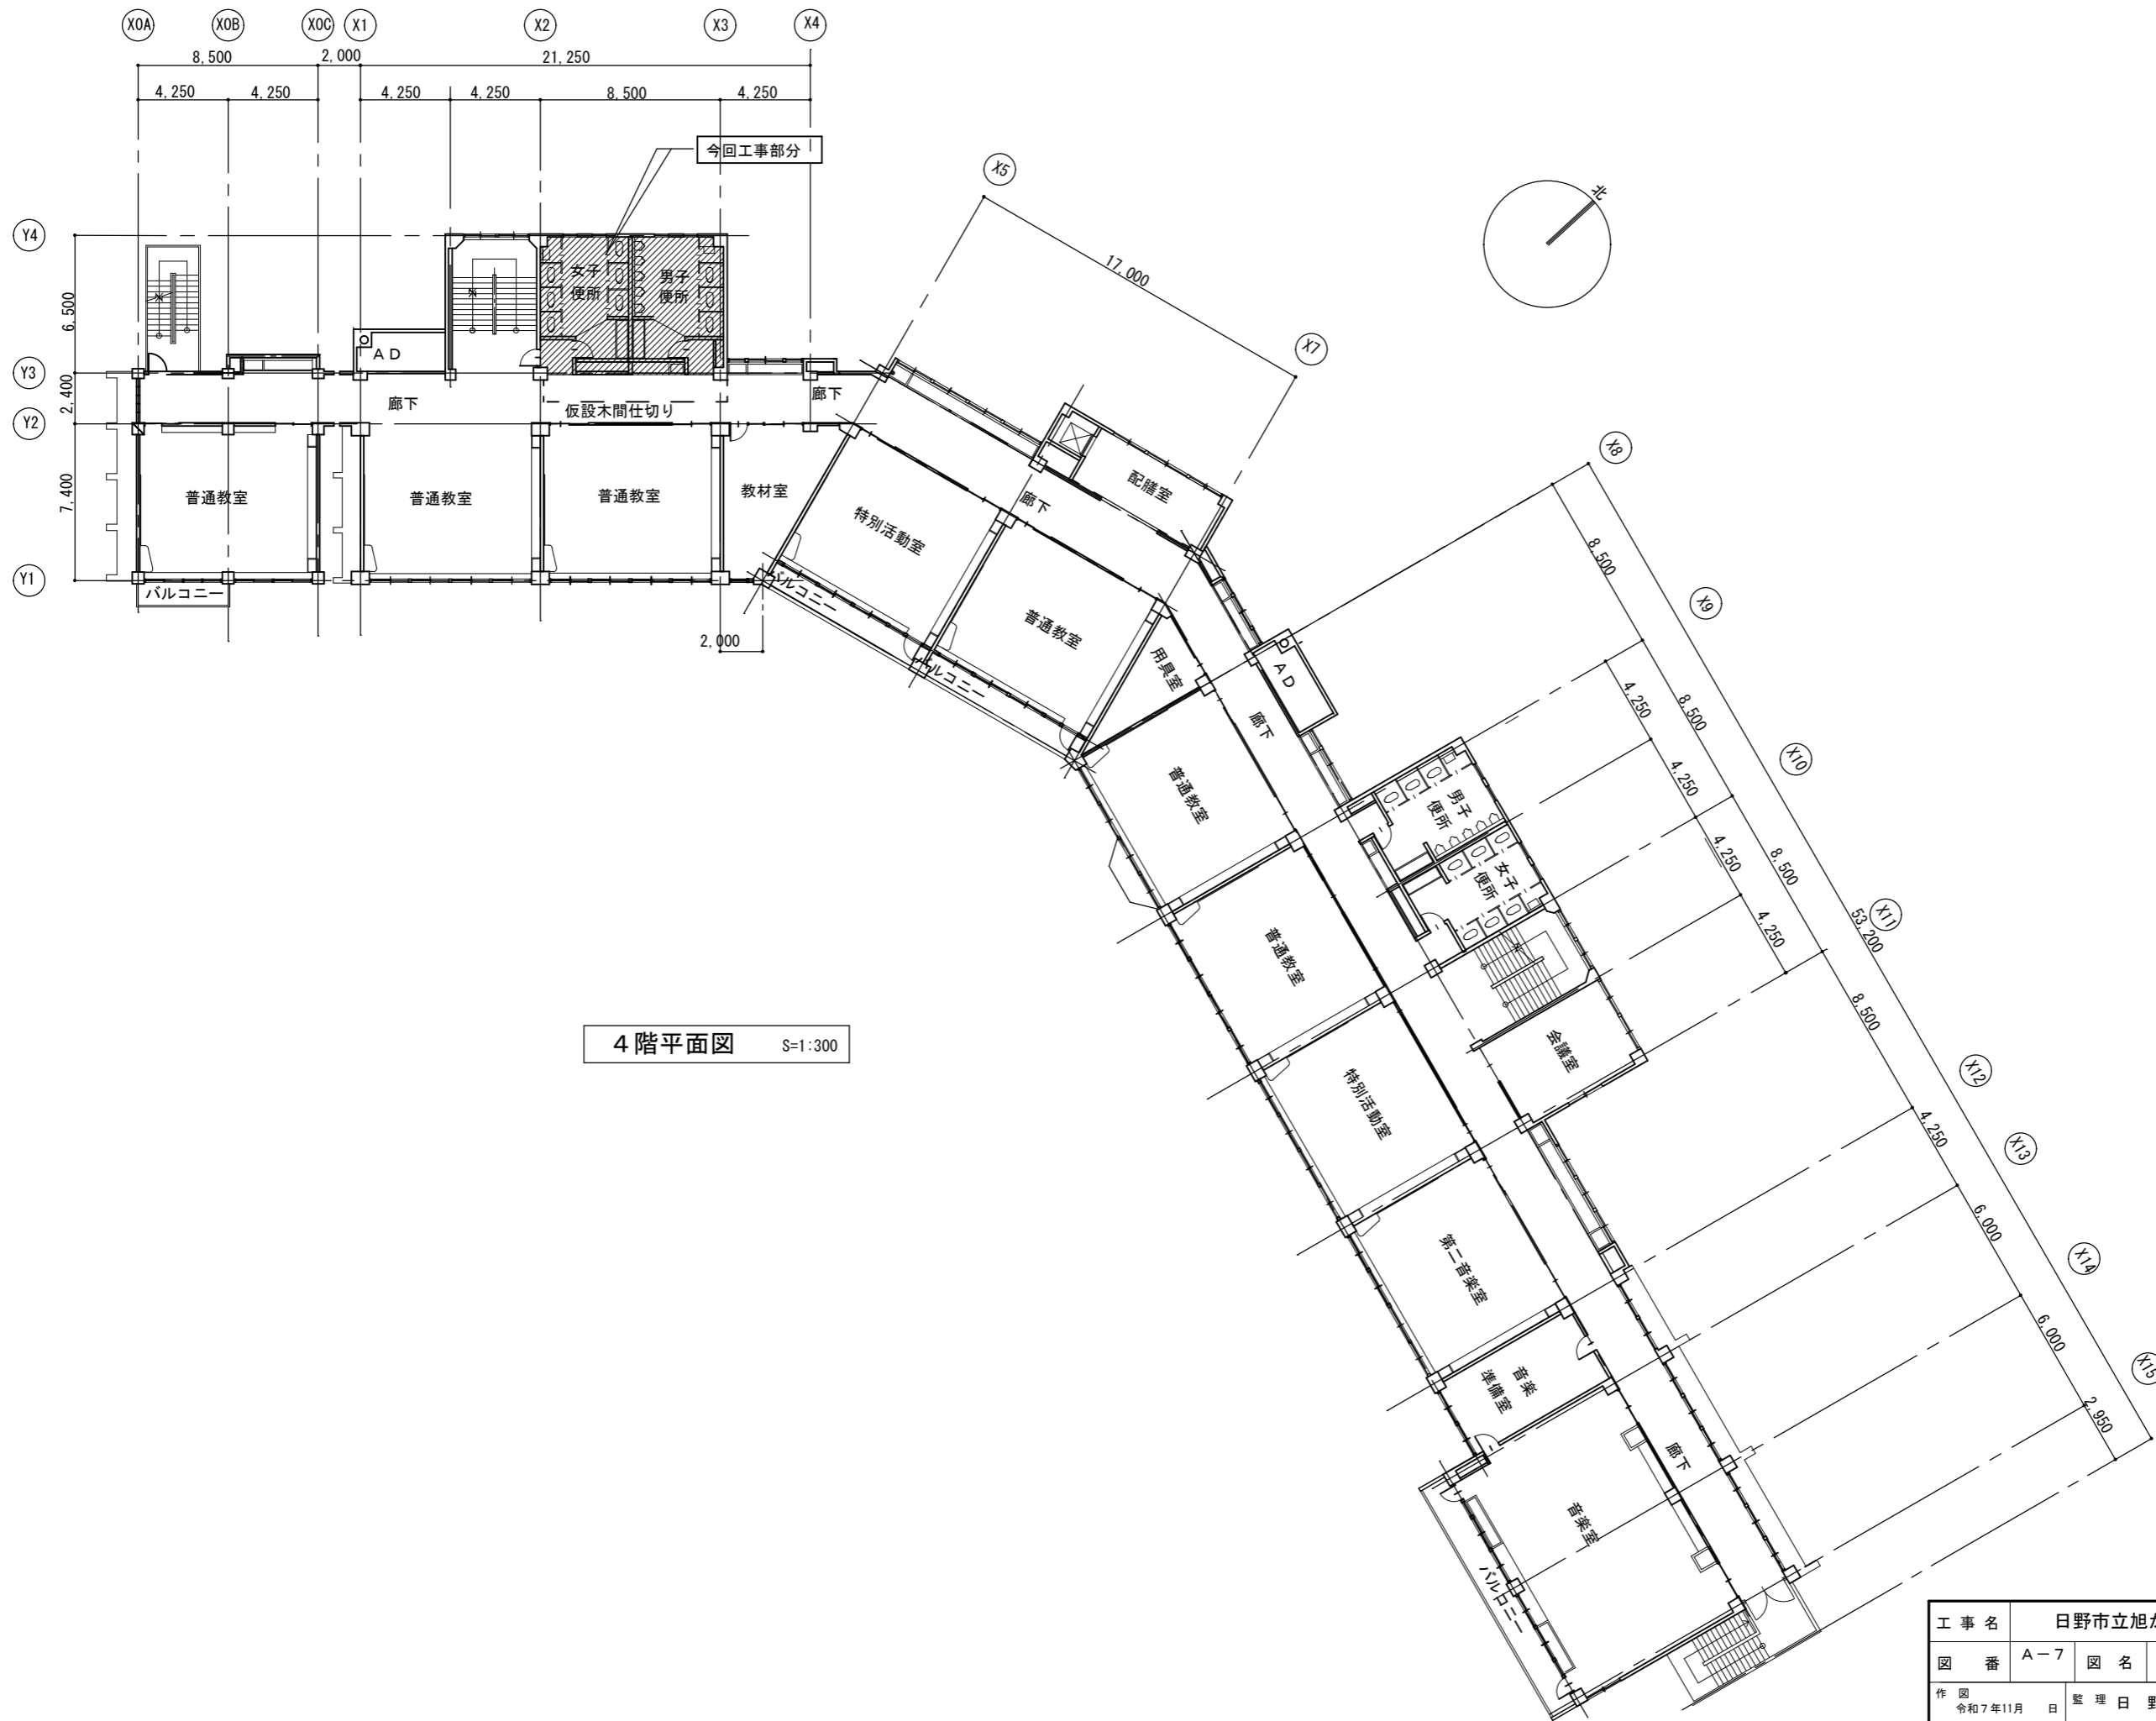 X0A X0B X0C X1 X2 X3 X4
8,500 2,000 21,250
4,250 4,250 4,250 4,250 8,500 4,250
今回工事部分
X5
17,000
X7
北
Y4
6,500
Y3
2,400
Y2
7,400
Y1
女子
便所
男子
便所
AD
廊下
仮設木間仕切り
廊下
普通教室
普通教室
普通教室
教材室
バルコニー
2,000
特別活動室
廊下
配膳室
普通教室
バルコニー
バルコニー
用具室
AD
廊下
X8
8,500
X9
8,500
4,250
4,250
X10
8,500
4,250
4,250
X11
53,200
8,500
X12
4,250
X13
6,000
X14
6,000
X15
2,950
普通教室
男子
便所
女子
便所
普通教室
会議室
特別活動室
第二音楽室
音楽
準備室
廊下
音楽室
バルコニー
4階平面図 S=1:300
工事名 日野市立旭
図番 A-7 図名
作図
令和7年11月 日
監理 日